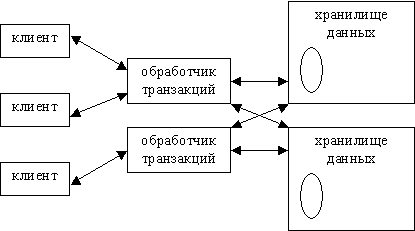 клиент
клиент
клиент
обработчик
транзакций
обработчик
транзакций
хранилище
данных
хранилище
данных